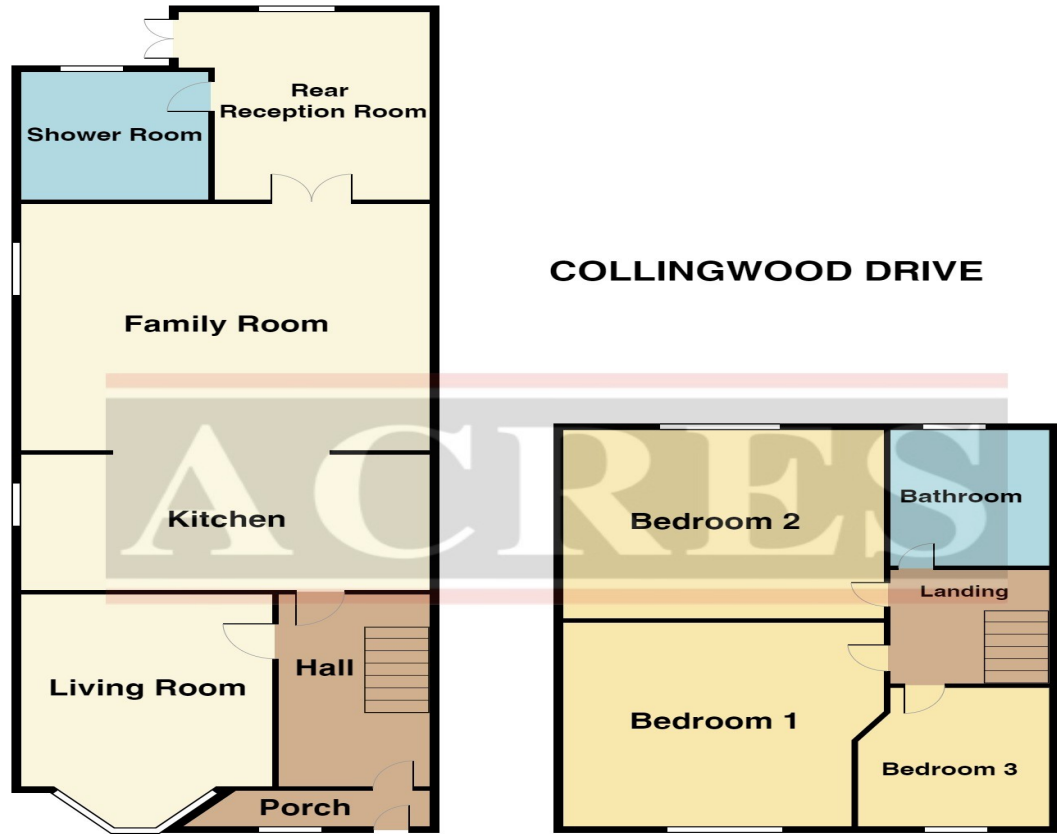 Rear
Reception Room
Shower Room
COLLINGWOOD DRIVE
Family Room
ACRES
Kitchen
Bedroom 2
Bathroom
Landing
Living Room
Hall
Bedroom 1
Bedroom 3
Porch